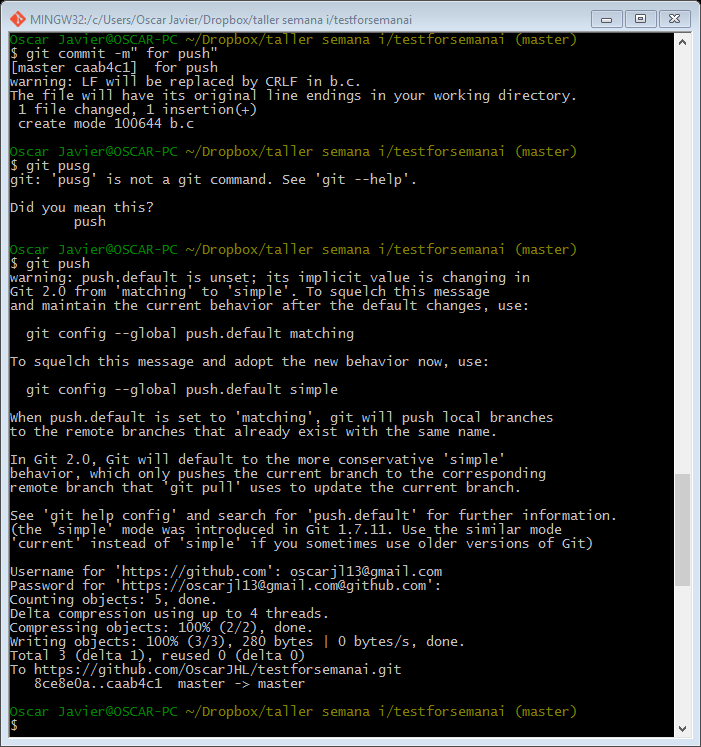 MINGW32:/c/Users/Oscar Javier/Dropbox/taller semana i/testforsemanai
Oscar Javier@OSCAR-PC ~/Dropbox/taller semana i/testforsemanai (master)
$ git commit -m" for push"
[master caab4c1]  for push
warning: LF will be replaced by CRLF in b.c.
The file will have its original line endings in your working directory.
 1 file changed, 1 insertion(+)
 create mode 100644 b.c

Oscar Javier@OSCAR-PC ~/Dropbox/taller semana i/testforsemanai (master)
$ git pusg
git: 'pusg' is not a git command. See 'git --help'.

Did you mean this?
        push

Oscar Javier@OSCAR-PC ~/Dropbox/taller semana i/testforsemanai (master)
$ git push
warning: push.default is unset; its implicit value is changing in
Git 2.0 from 'matching' to 'simple'. To squelch this message
and maintain the current behavior after the default changes, use:

  git config --global push.default matching

To squelch this message and adopt the new behavior now, use:

  git config --global push.default simple

When push.default is set to 'matching', git will push local branches
to the remote branches that already exist with the same name.

In Git 2.0, Git will default to the more conservative 'simple'
behavior, which only pushes the current branch to the corresponding
remote branch that 'git pull' uses to update the current branch.

See 'git help config' and search for 'push.default' for further information.
(the 'simple' mode was introduced in Git 1.7.11. Use the similar mode
'current' instead of 'simple' if you sometimes use older versions of Git)

Username for 'https://github.com': oscarjl13@gmail.com
Password for 'https://oscarjl13@gmail.com@github.com':
Counting objects: 5, done.
Delta compression using up to 4 threads.
Compressing objects: 100% (2/2), done.
Writing objects: 100% (3/3), 280 bytes | 0 bytes/s, done.
Total 3 (delta 1), reused 0 (delta 0)
To https://github.com/OscarJHL/testforsemanai.git
   8ce8e0a..caab4c1  master -> master

Oscar Javier@OSCAR-PC ~/Dropbox/taller semana i/testforsemanai (master)
$